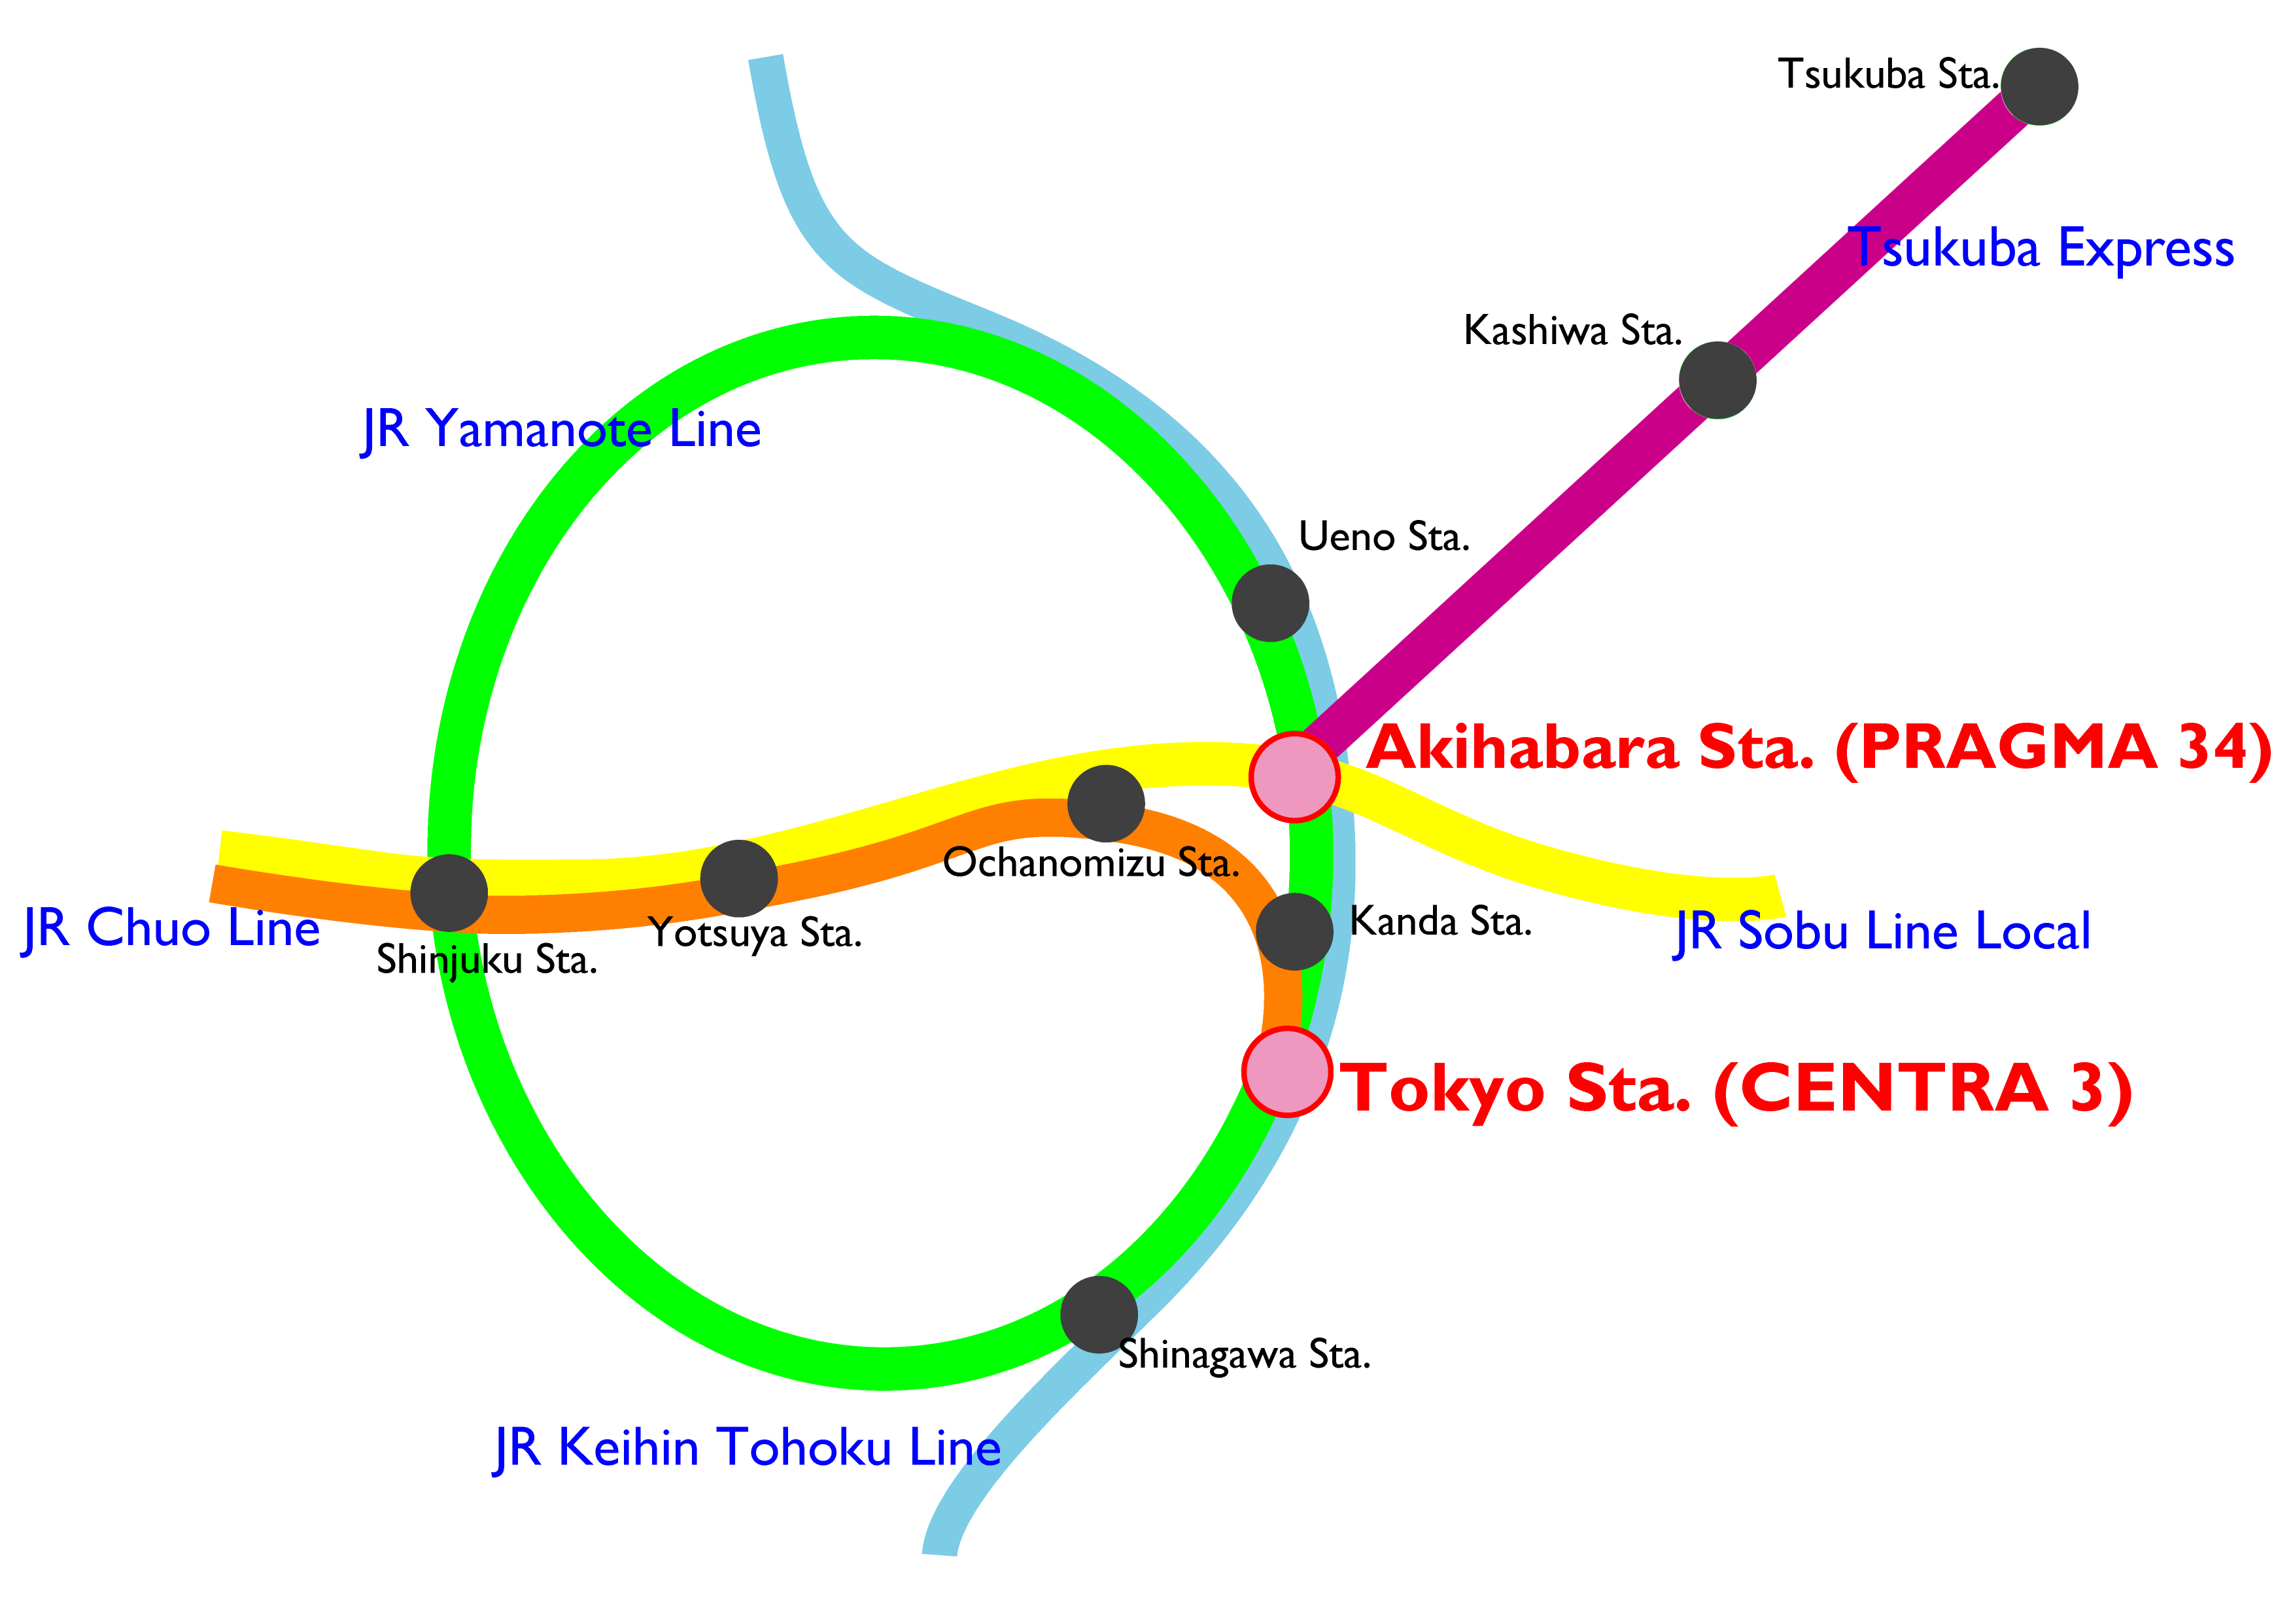 Tsukuba Sta.
Tsukuba Express
Kashiwa Sta.
JR Yamanote Line
Ueno Sta.
Akihabara Sta. (PRAGMA 34)
Ochanomizu Sta.
Kanda Sta.
JR Chuo Line
Yotsuya Sta.
JR Sobu Line Local
Shinjuku Sta.
Tokyo Sta. (CENTRA 3)
Shinagawa Sta.
JR Keihin Tohoku Line